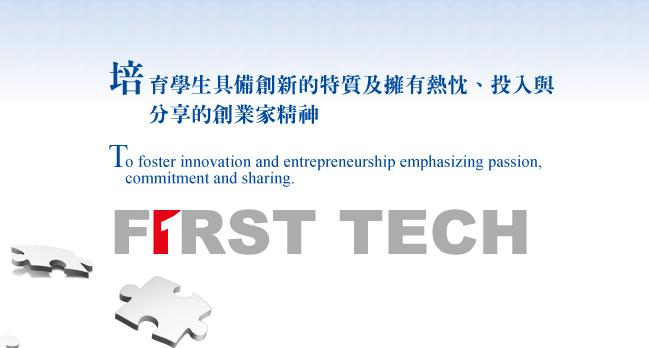 培育學生具備創新的特質及擁有熱忱、投入與
分享的創業家精神
To foster innovation and entrepreneurship emphasizing passion,
commitment and sharing.
F1RST TECH